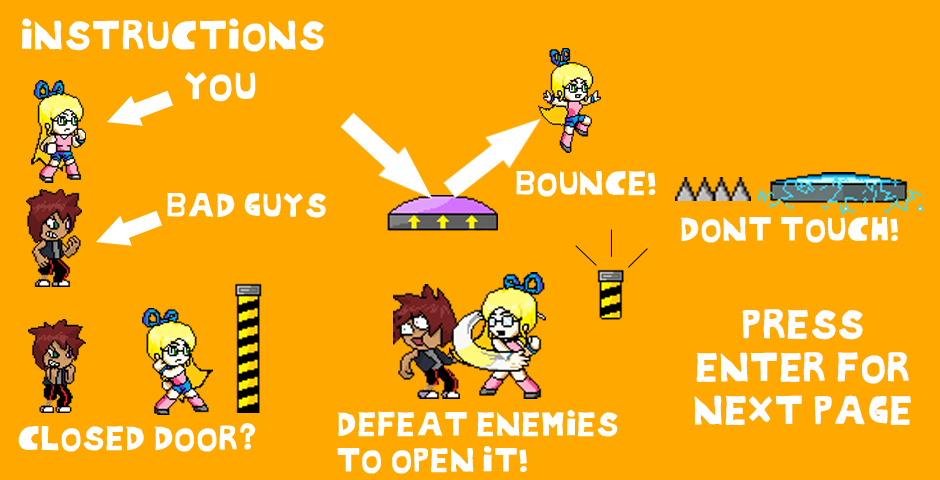 INSTRUCTIONS
YOU
BAD GUYS
BOUNCE!
DONT TOUCH!
CLOSED DOOR?
DEFEAT ENEMIES
TO OPEN IT!
PRESS
ENTER FOR
NEXT PAGE